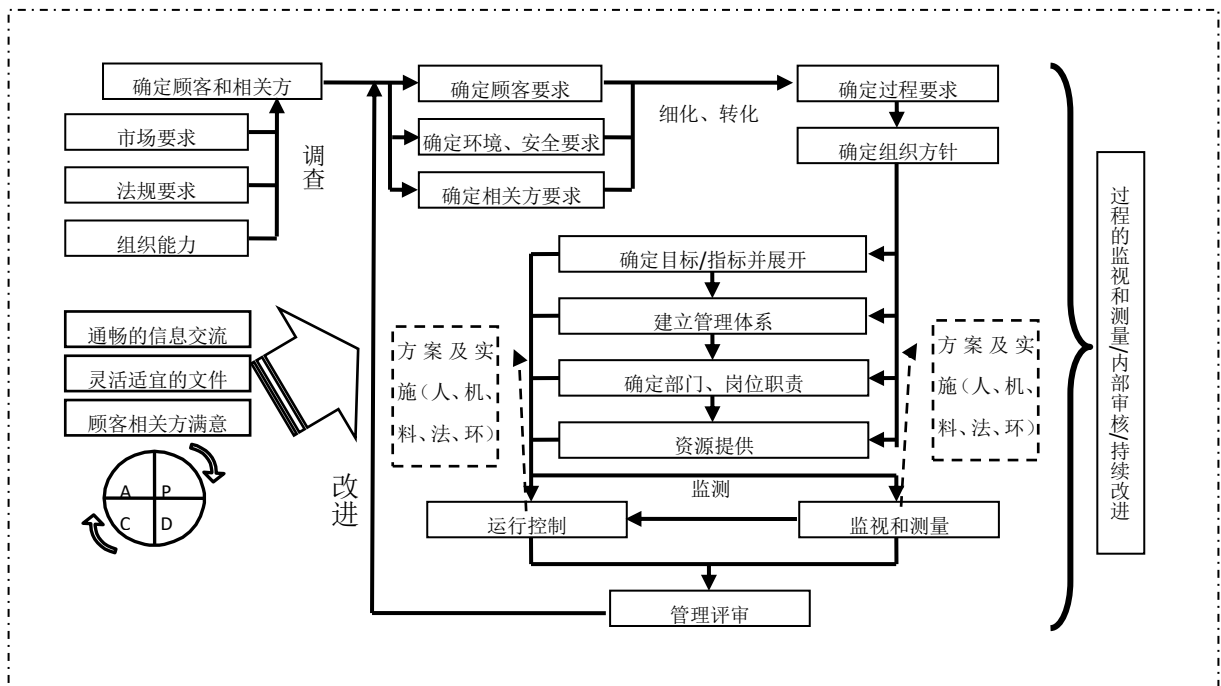 确定顾客和相关方
市场要求
法规要求
组织能力
调查
确定顾客要求
确定环境、安全要求
确定相关方要求
细化、转化
确定过程要求
确定组织方针
确定目标/指标并展开
建立管理体系
确定部门、岗位职责
资源提供
方案及实
施（人、机、
料、法、环）
方案及实
施（人、机、
料、法、环）
通畅的信息交流
灵活适宜的文件
顾客相关方满意
A P
C D
改进
监测
运行控制
监视和测量
管理评审
过程的监视和测量/内部审核/持续改进